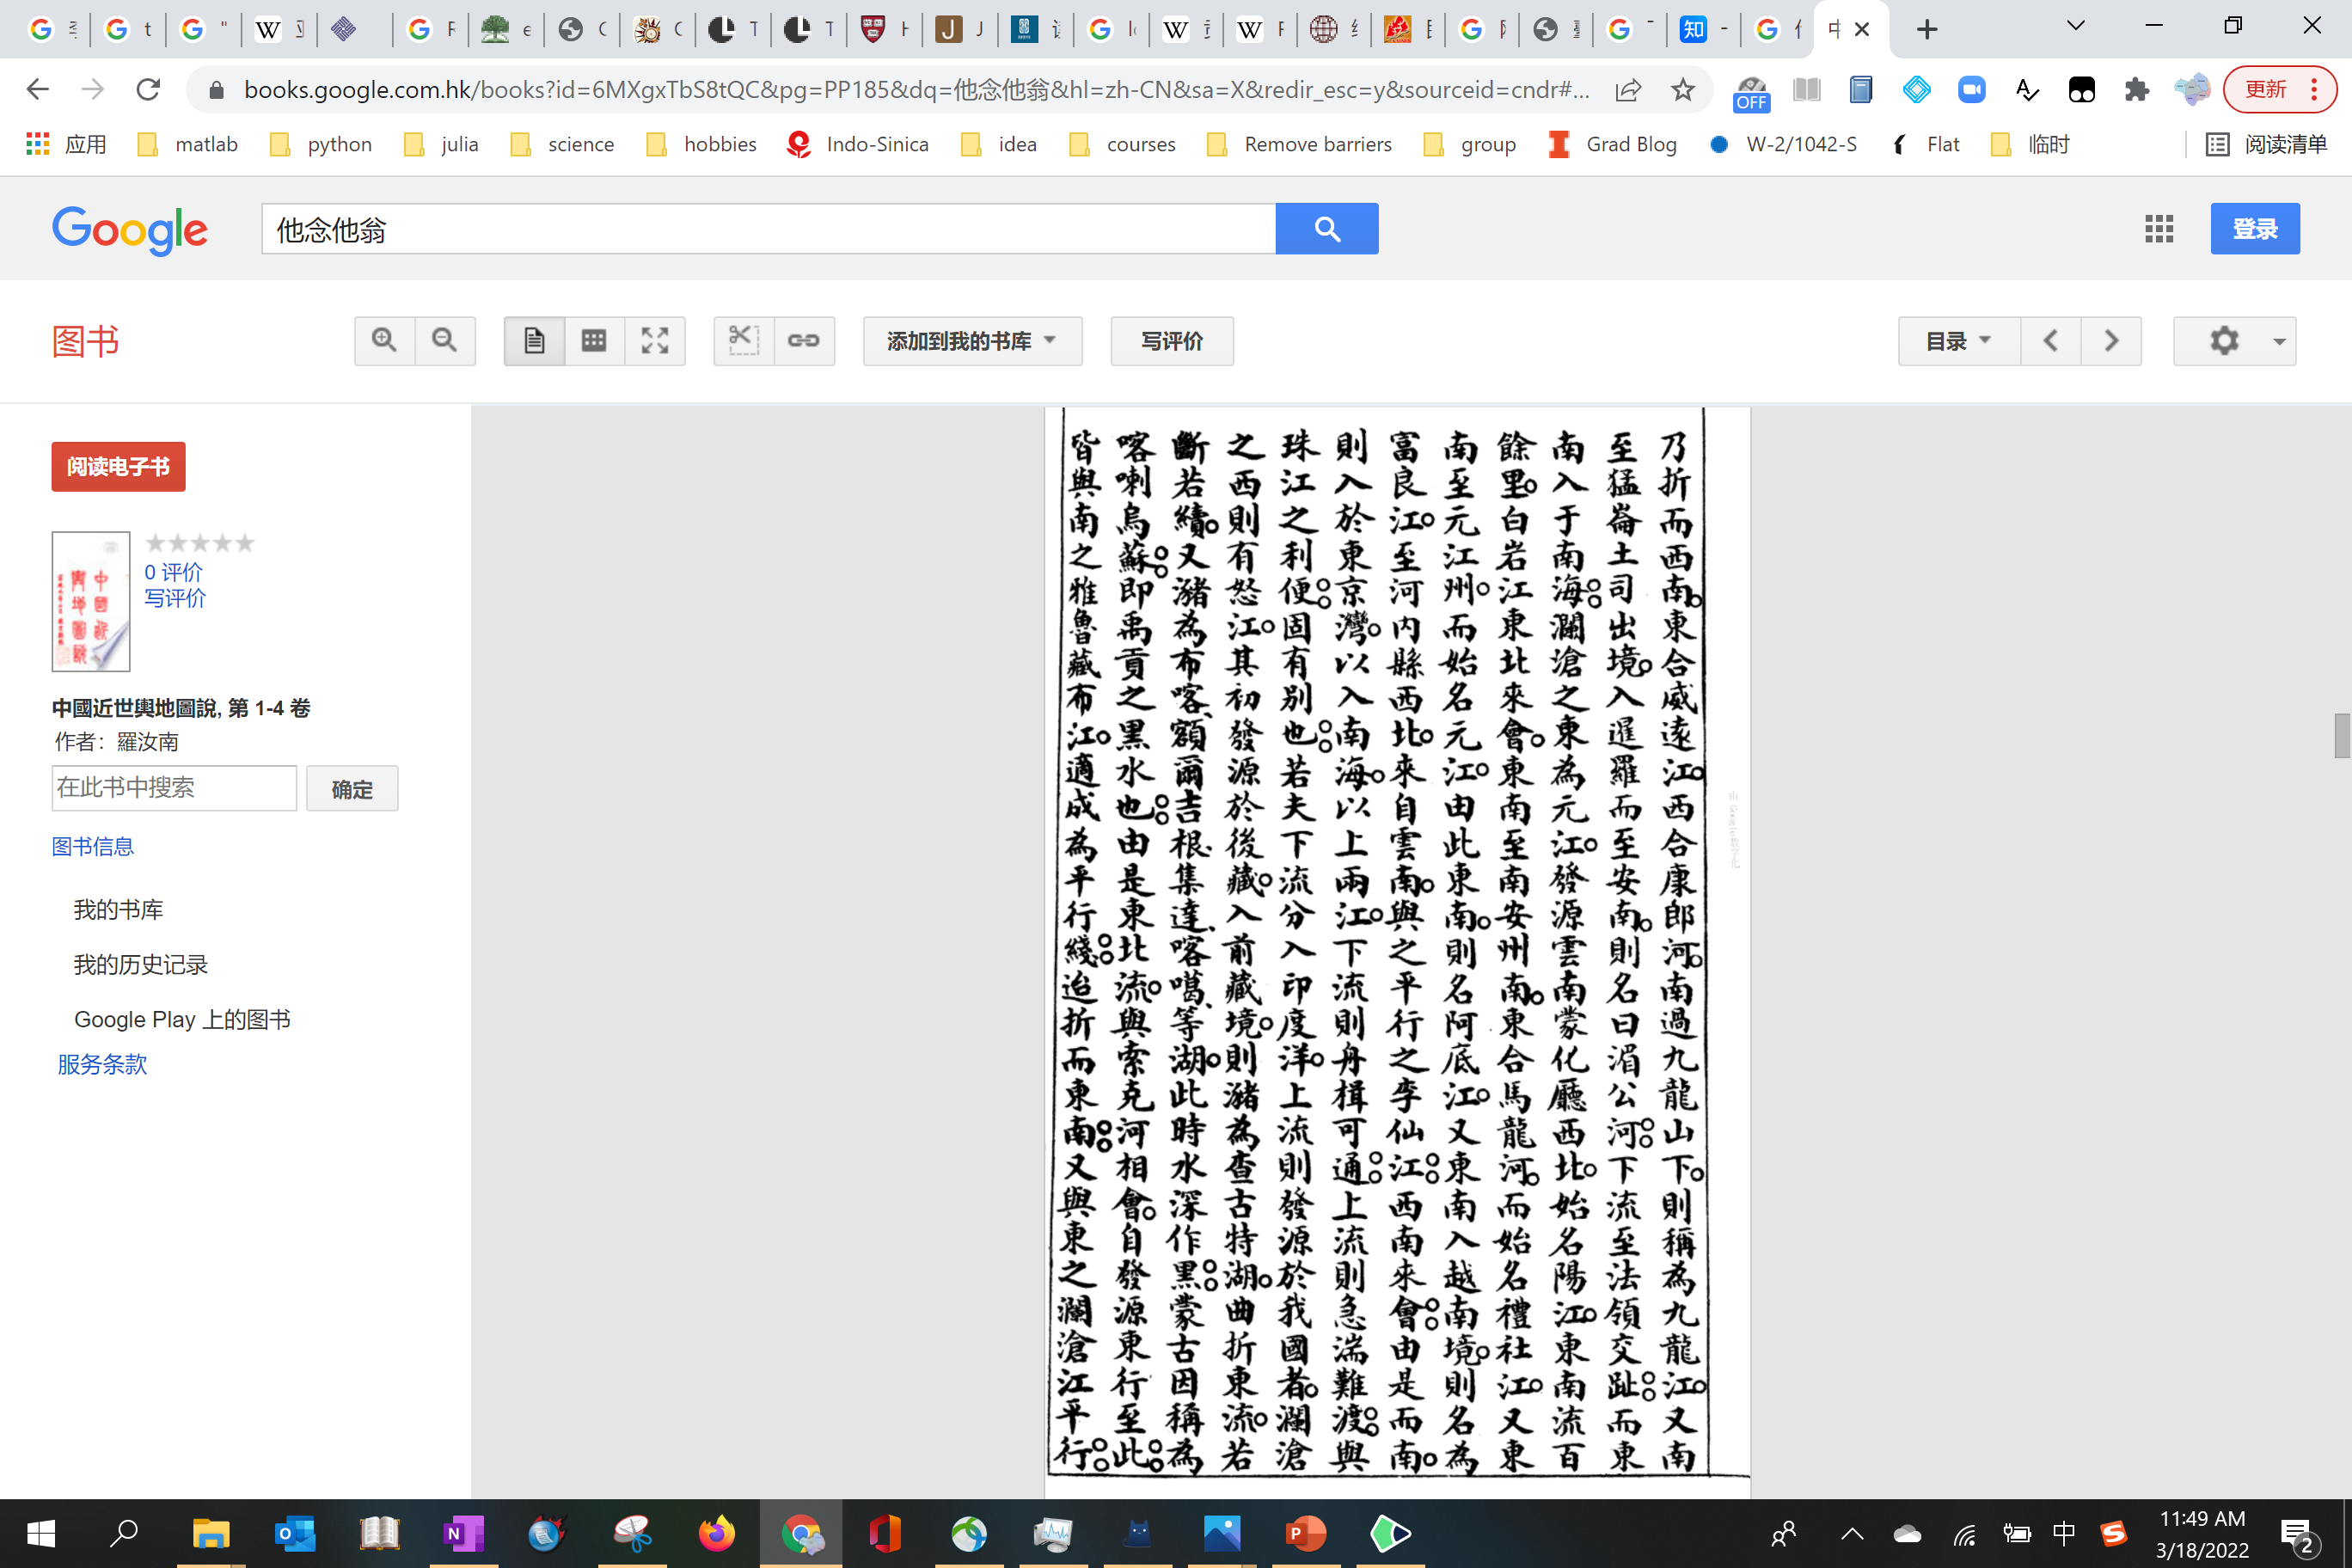 books.google.com.hk/books?id=6MXgxTbS8tQC&pg=PP185&dq=他念他翁&hl=zh-CN&sa=X&redir_esc=y&sourceid=cndr#...
OFF
更新
应用 matlab python julia science hobbies Indo-Sinica idea courses Remove barriers group Grad Blog W-2/1042-S Flat 临时 阅读清单
Google 他念他翁 登录
图书 添加到我的书库 写评价 目录
阅读电子书
0 评价
写评价
中國近世輿地圖說, 第 1-4 卷
作者：羅汝南
在此书中搜索 确定
图书信息
我的书库
我的历史记录
Google Play 上的图书
服务条款
乃折而西南。東合威遠江。西合康郎河。南過九龍山下。則稱為九龍江。又南
至猛崙土司出境。入暹羅而至安南。則名曰湄公河。下流至法領交趾。而東
南入于南海。瀾滄之東為元江。發源雲南蒙化廳西北。始名陽江。東南流百
餘里。白岩江東北來會。東南至南安州南。東合馬龍河。而始名禮社江。又東
南至元江州。而始名元江。由此東南。則名阿底江。又東南入越南境。則名為
富良江。至河內縣西北。來自雲南。與之平行之李仙江。西南來會。由是而南。
則入於東京灣。以入南海。以上兩江。下流則舟楫可通。上流則急湍難渡。與
珠江之利便。固有別也。若夫下流分入印度洋。上流則發源於我國者。瀾滄
之西則有怒江。其初發源於後藏。入前藏境。則瀦為查古特湖。曲折東流。若
斷若續。又瀦為布喀、額爾吉根、集達、喀噶、等湖。此時水深作黑。蒙古因稱為
喀喇烏蘇。即禹貢之黑水也。由是東北流。與索克河相會。自發源東行至此。
皆與南之雅魯藏布江。適成為平行綫。迨折而東南。又與東之瀾滄江平行。
由 Google 数字化
中
11:49 AM
3/18/2022
2